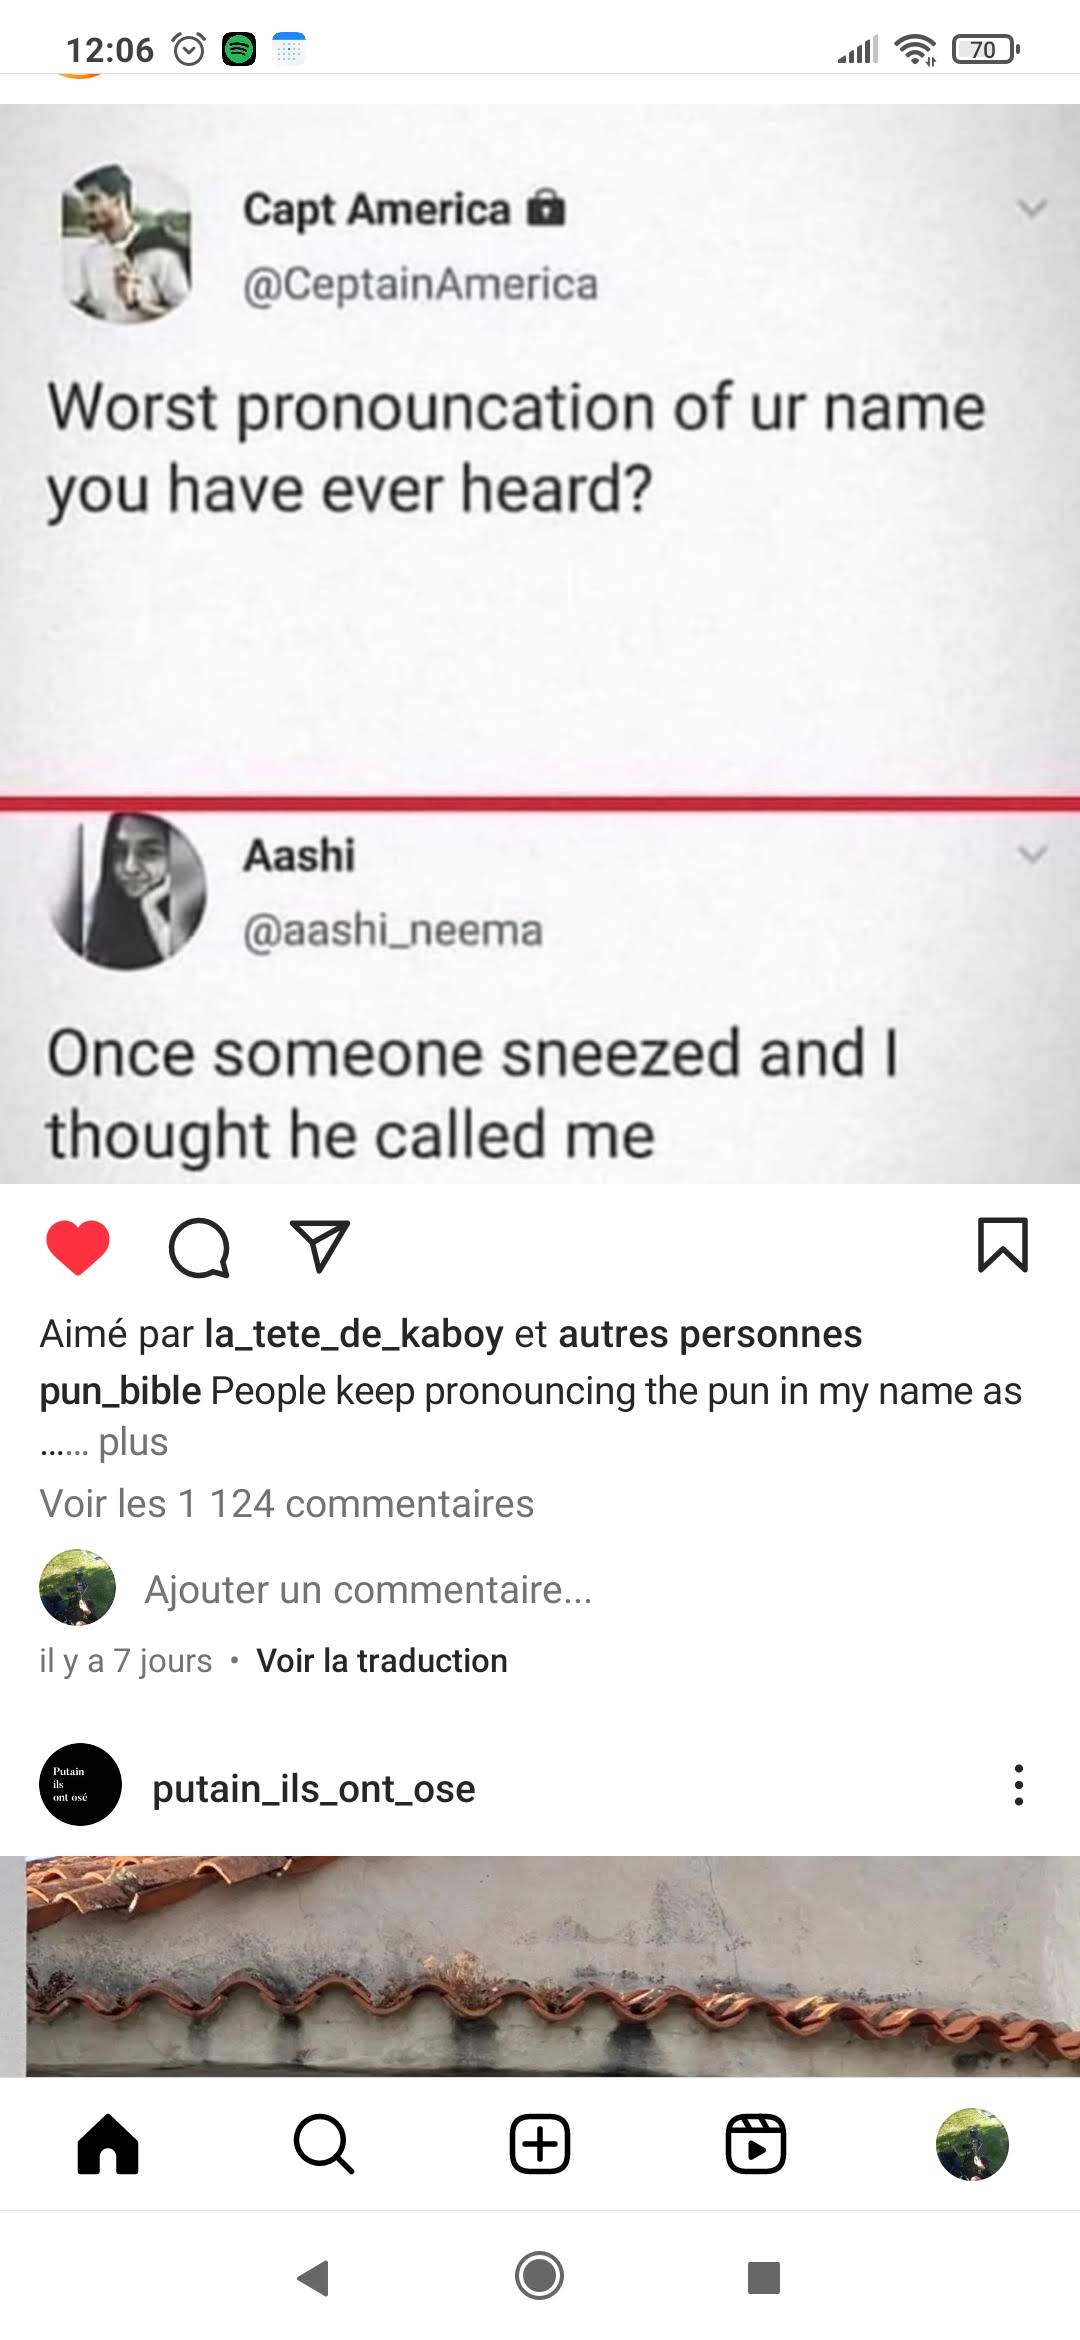 12:06
70
Capt America
@CeptainAmerica
Worst pronouncation of ur name
you have ever heard?
Aashi
@aashi_neema
Once someone sneezed and I
thought he called me
Aimé par la_tete_de_kaboy et autres personnes
pun_bible People keep pronouncing the pun in my name as
...... plus
Voir les 1 124 commentaires
Ajouter un commentaire...
il y a 7 jours • Voir la traduction
Putain
ils
ont osé
putain_ils_ont_ose